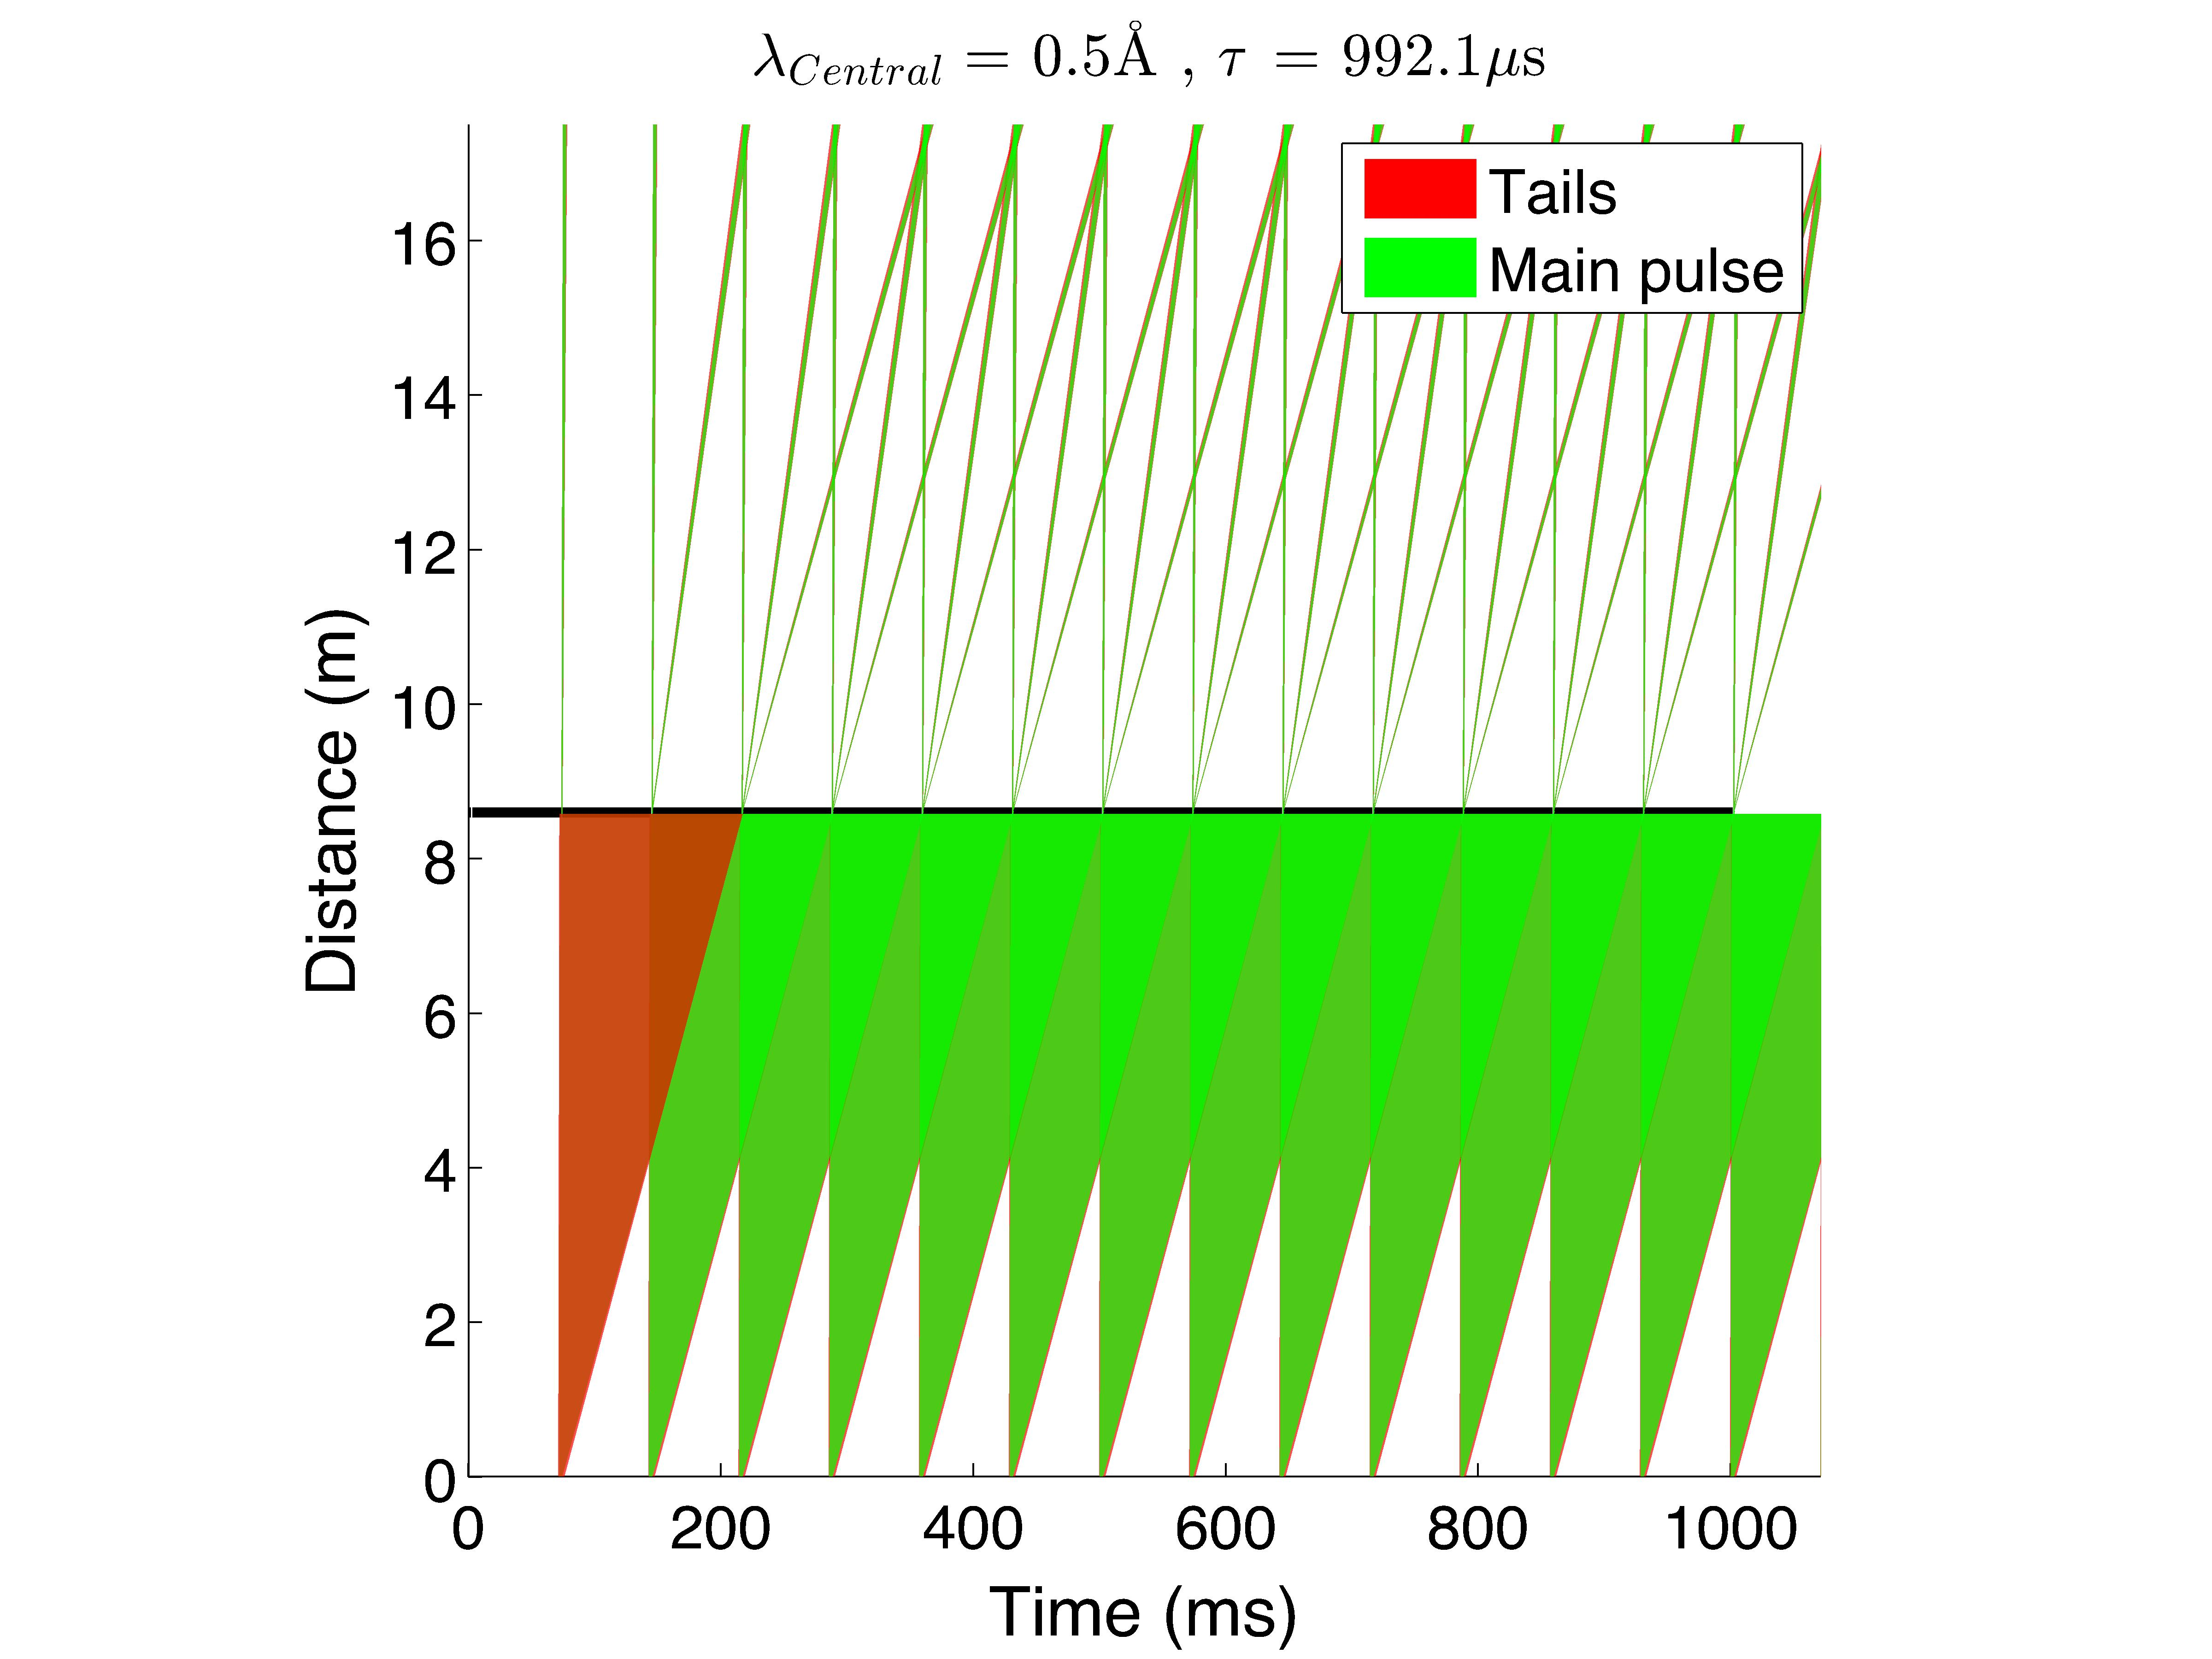 λCentral = 0.5Å , τ = 992.1μs
Tails
Main pulse
Distance (m)
16
14
12
10
8
6
4
2
0
0 200 400 600 800 1000
Time (ms)